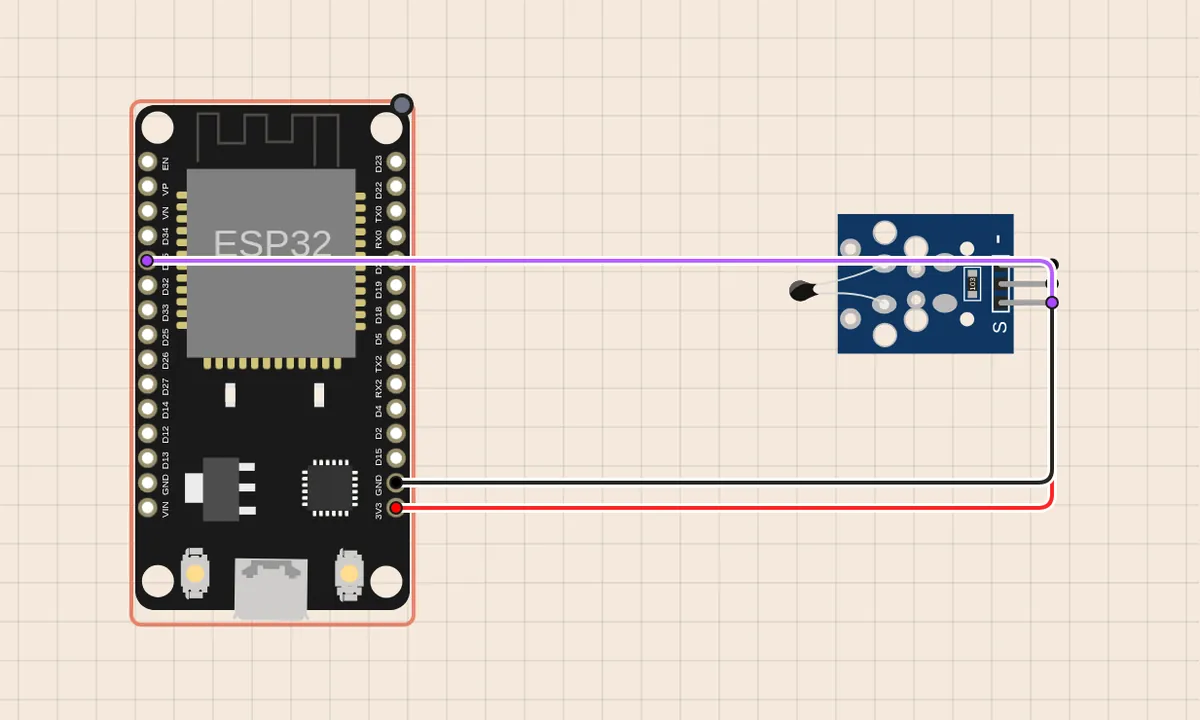 EN
VP
VN
D34
D32
D33
D25
D26
D27
D14
D12
D13
GND
VIN
ESP32
D23
D22
TX0
RX0
D19
D18
D5
TX2
RX2
D4
D2
D15
GND
3V3
103
-
S